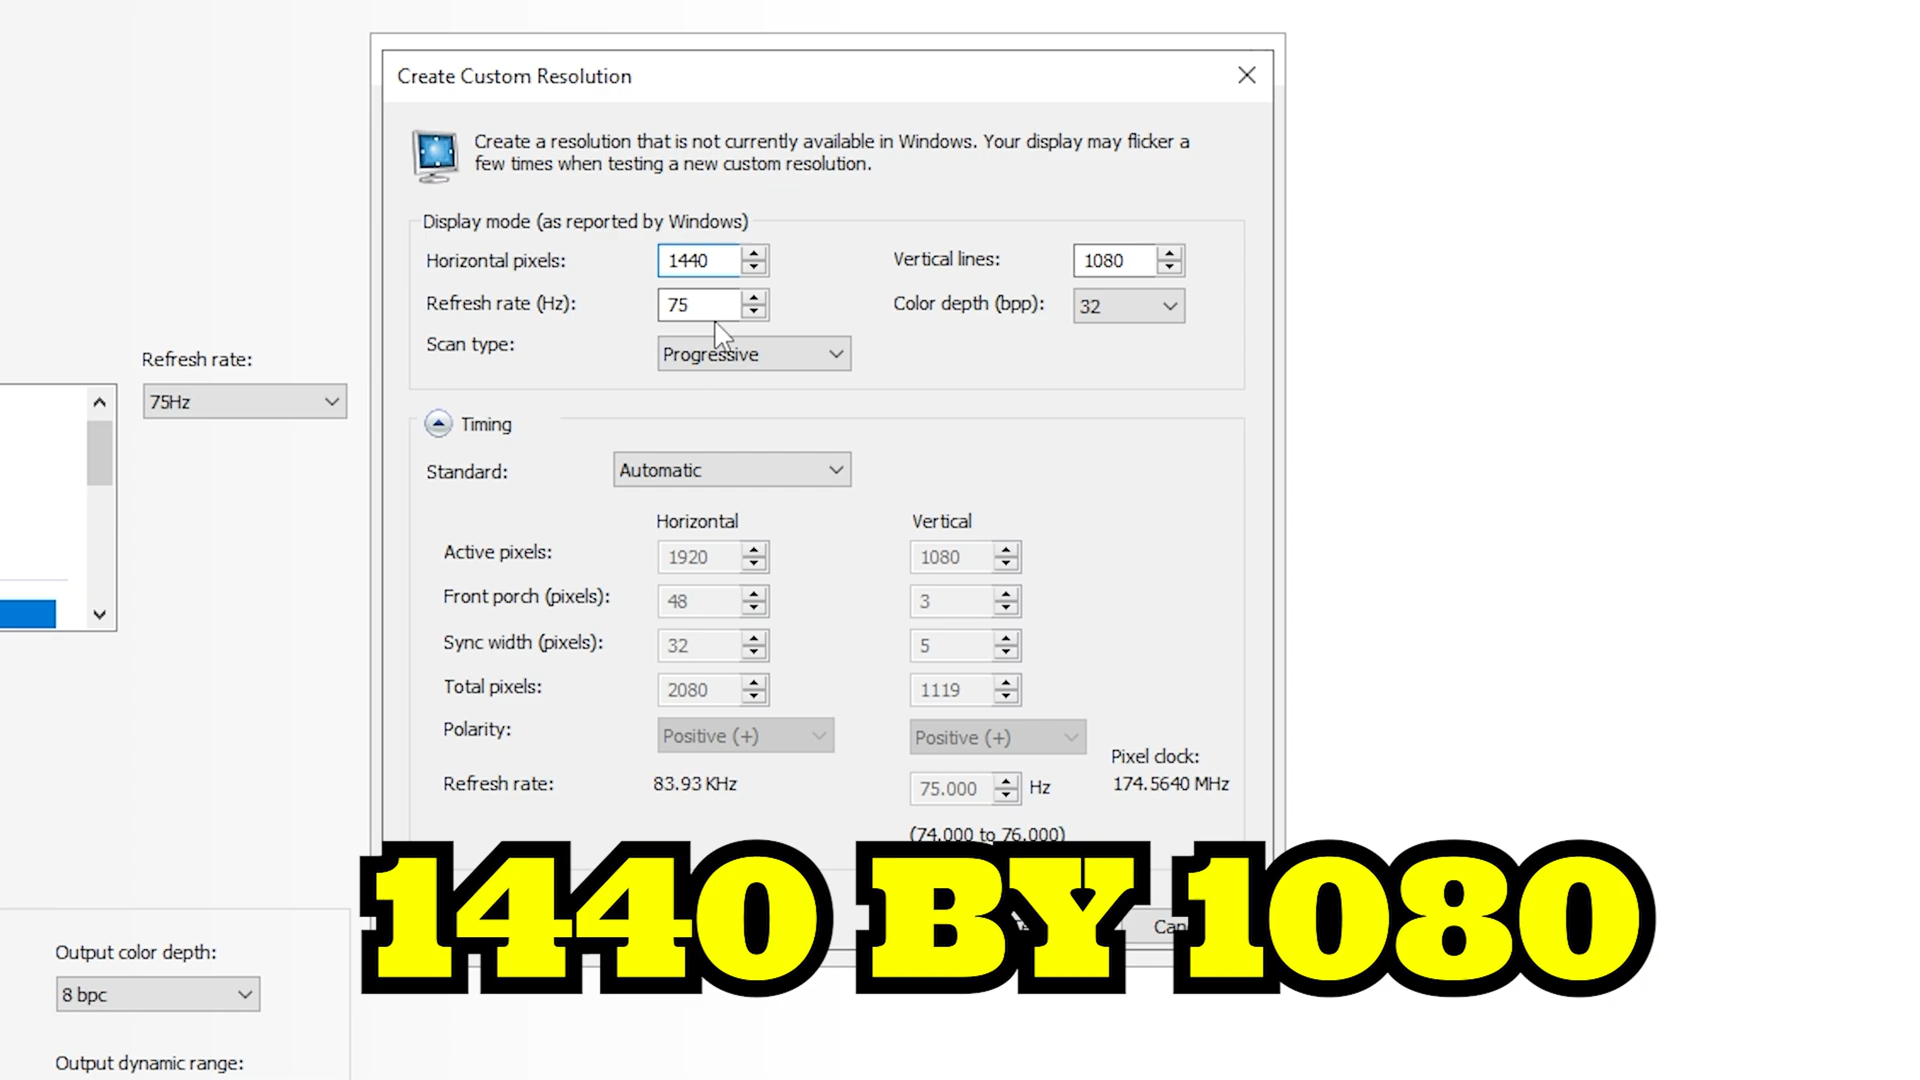 Create Custom Resolution
Create a resolution that is not currently available in Windows. Your display may flicker a
few times when testing a new custom resolution.
Display mode (as reported by Windows)
Horizontal pixels: 1440 Vertical lines: 1080
Refresh rate (Hz): 75 Color depth (bpp): 32
Scan type: Progressive
Refresh rate:
75Hz
Timing
Standard: Automatic
Horizontal Vertical
Active pixels: 1920 1080
Front porch (pixels): 48 3
Sync width (pixels): 32 5
Total pixels: 2080 1119
Polarity: Positive (+) Positive (+)
Pixel clock:
Refresh rate: 83.93 KHz 75.000 Hz 174.5640 MHz
(74.000 to 76.000)
1440 BY 1080
Output color depth:
8 bpc
Output dynamic range: